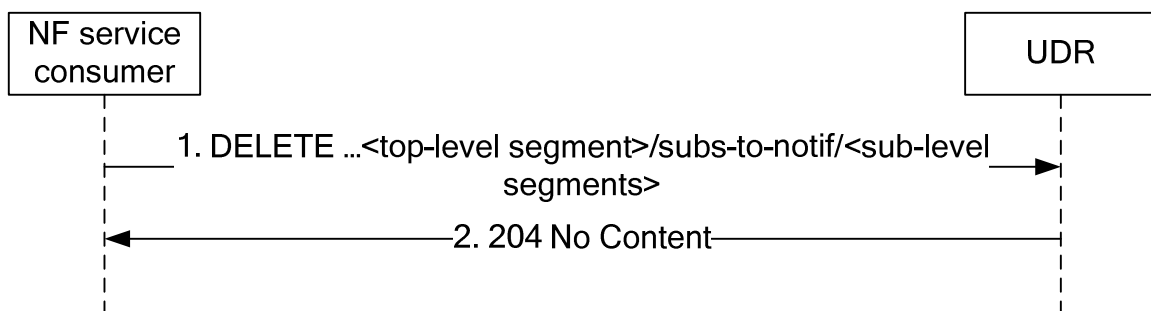 NF service
consumer
UDR
1. DELETE ...<top-level segment>/subs-to-notif/<sub-level
segments>
2. 204 No Content